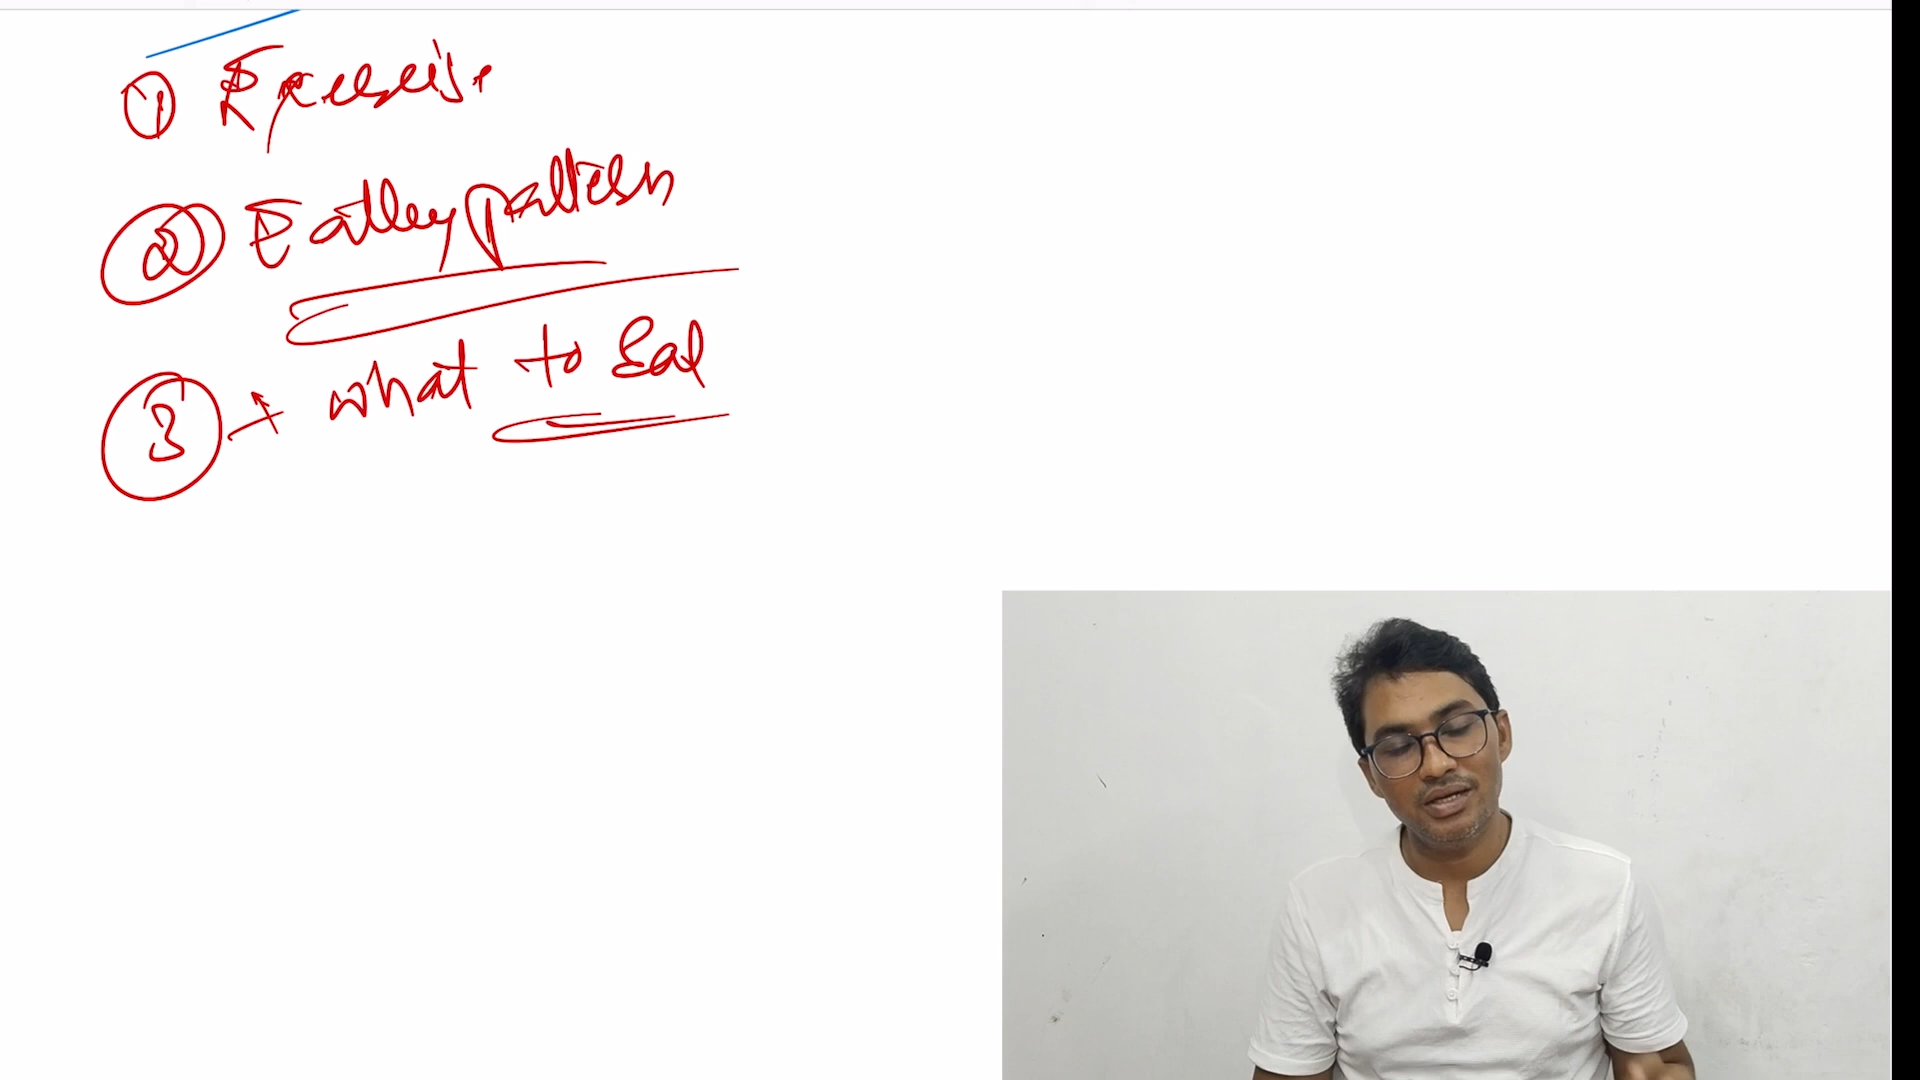 ① Exercise
② Eating pattern
③ → what to Eat